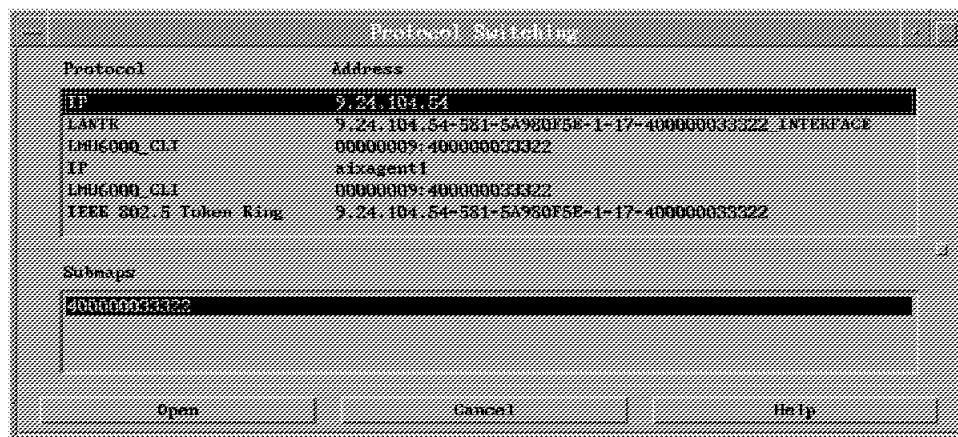 Protocol Switching
Protocol Address
IP 9.24.104.54
LANTR 9.24.104.54-581-5A980F5E-1-17-400000033322 INTERFACE
LMU6000_CLI 00000009:400000033322
IP aixagent1
LMU6000_CLI 00000009:400000033322
IEEE 802.5 Token Ring 9.24.104.54-581-5A980F5E-1-17-400000033322
Submaps
400000033322
Open Cancel Help